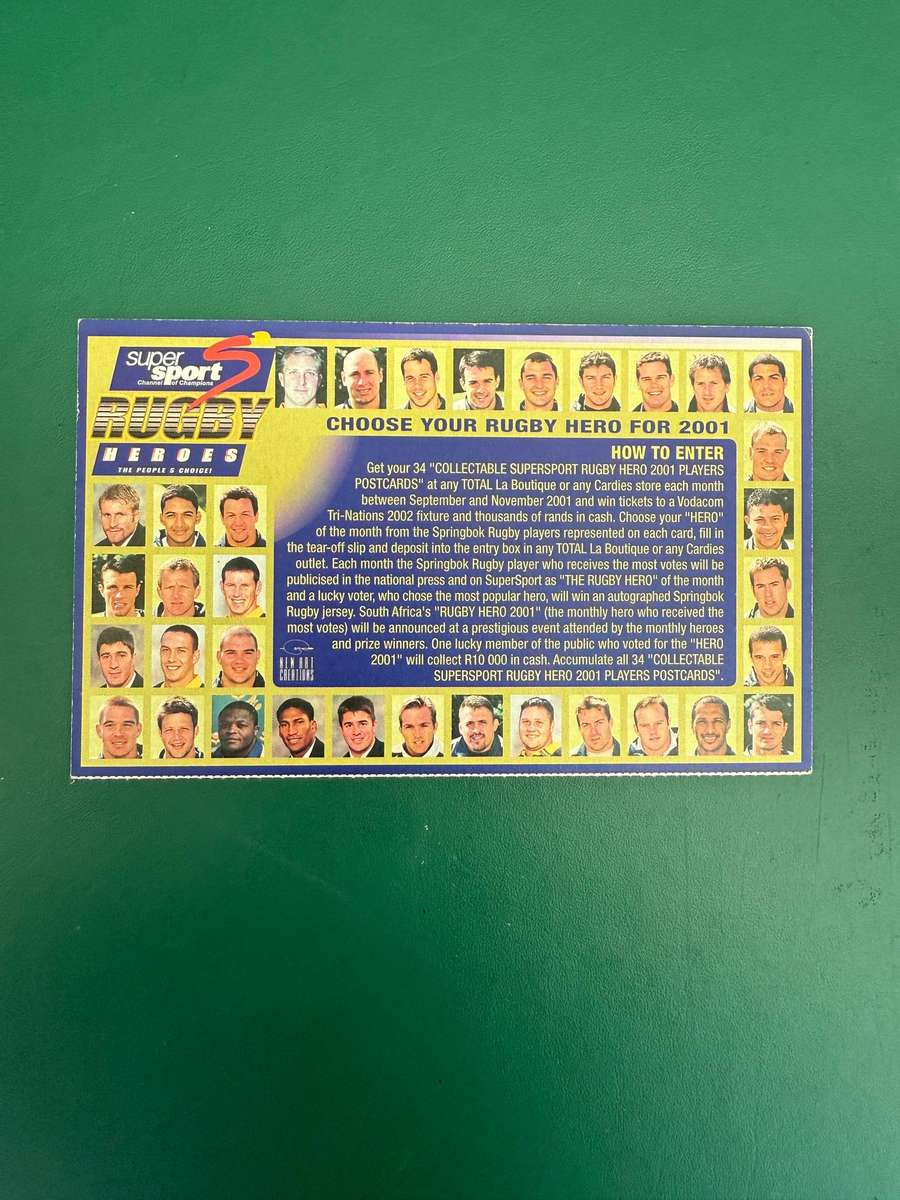 super
sport
Channel of Champions
RUGBY
HEROES
THE PEOPLE S CHOICE!
CHOOSE YOUR RUGBY HERO FOR 2001
HOW TO ENTER
Get your 34 "COLLECTABLE SUPERSPORT RUGBY HERO 2001 PLAYERS
POSTCARDS" at any TOTAL La Boutique or any Cardies store each month
between September and November 2001 and win tickets to a Vodacom
Tri-Nations 2002 fixture and thousands of rands in cash. Choose your "HERO"
of the month from the Springbok Rugby players represented on each card, fill in
the tear-off slip and deposit into the entry box in any TOTAL La Boutique or any Cardies
outlet. Each month the Springbok Rugby player who receives the most votes will be
publicised in the national press and on SuperSport as "THE RUGBY HERO" of the month
and a lucky voter, who chose the most popular hero, will win an autographed Springbok
Rugby jersey. South Africa's "RUGBY HERO 2001" (the monthly hero who received the
most votes) will be announced at a prestigious event attended by the monthly heroes
and prize winners. One lucky member of the public who voted for the "HERO
2001" will collect R10 000 in cash. Accumulate all 34 "COLLECTABLE
SUPERSPORT RUGBY HERO 2001 PLAYERS POSTCARDS".
NEW ART
CREATIONS